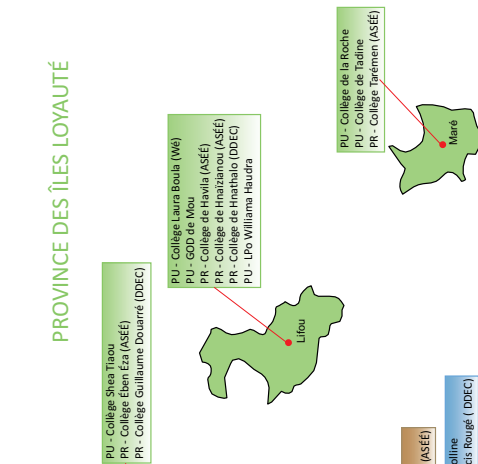 PROVINCE DES ÎLES LOYAUTÉ
PU - Collège Shea Tiaou
PR - Collège Ében Éza (ASÉÉ)
PR - Collège Guillaume Douarré (DDEC)
PU - Collège Laura Boula (Wé)
PU - GOD de Mou
PR - Collège de Havila (ASÉÉ)
PR - Collège de Hnaïzianou (ASÉÉ)
PR - Collège de Hnathalo (DDEC)
PU - LPo Williama Haudra
Lifou
PU - Collège de la Roche
PU - Collège de Tadine
PR - Collège Tarémen (ASÉÉ)
Maré
(ASÉÉ)
olline
cis Rougé ( DDEC)